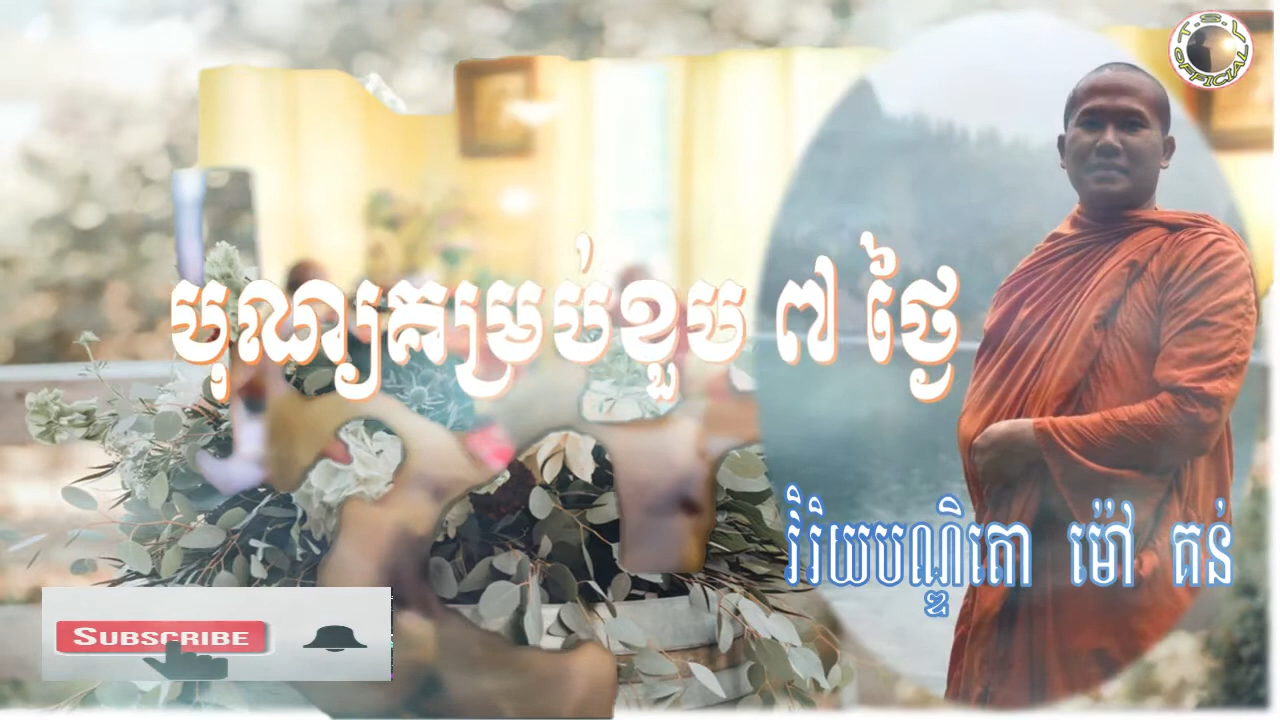 T.S.V OFFICIAL
បុណ្យគម្រប់ខួប ៧ ថ្ងៃ
វីរិយបណ្ឌិតោ ម៉ៅ គន់
SUBSCRIBE